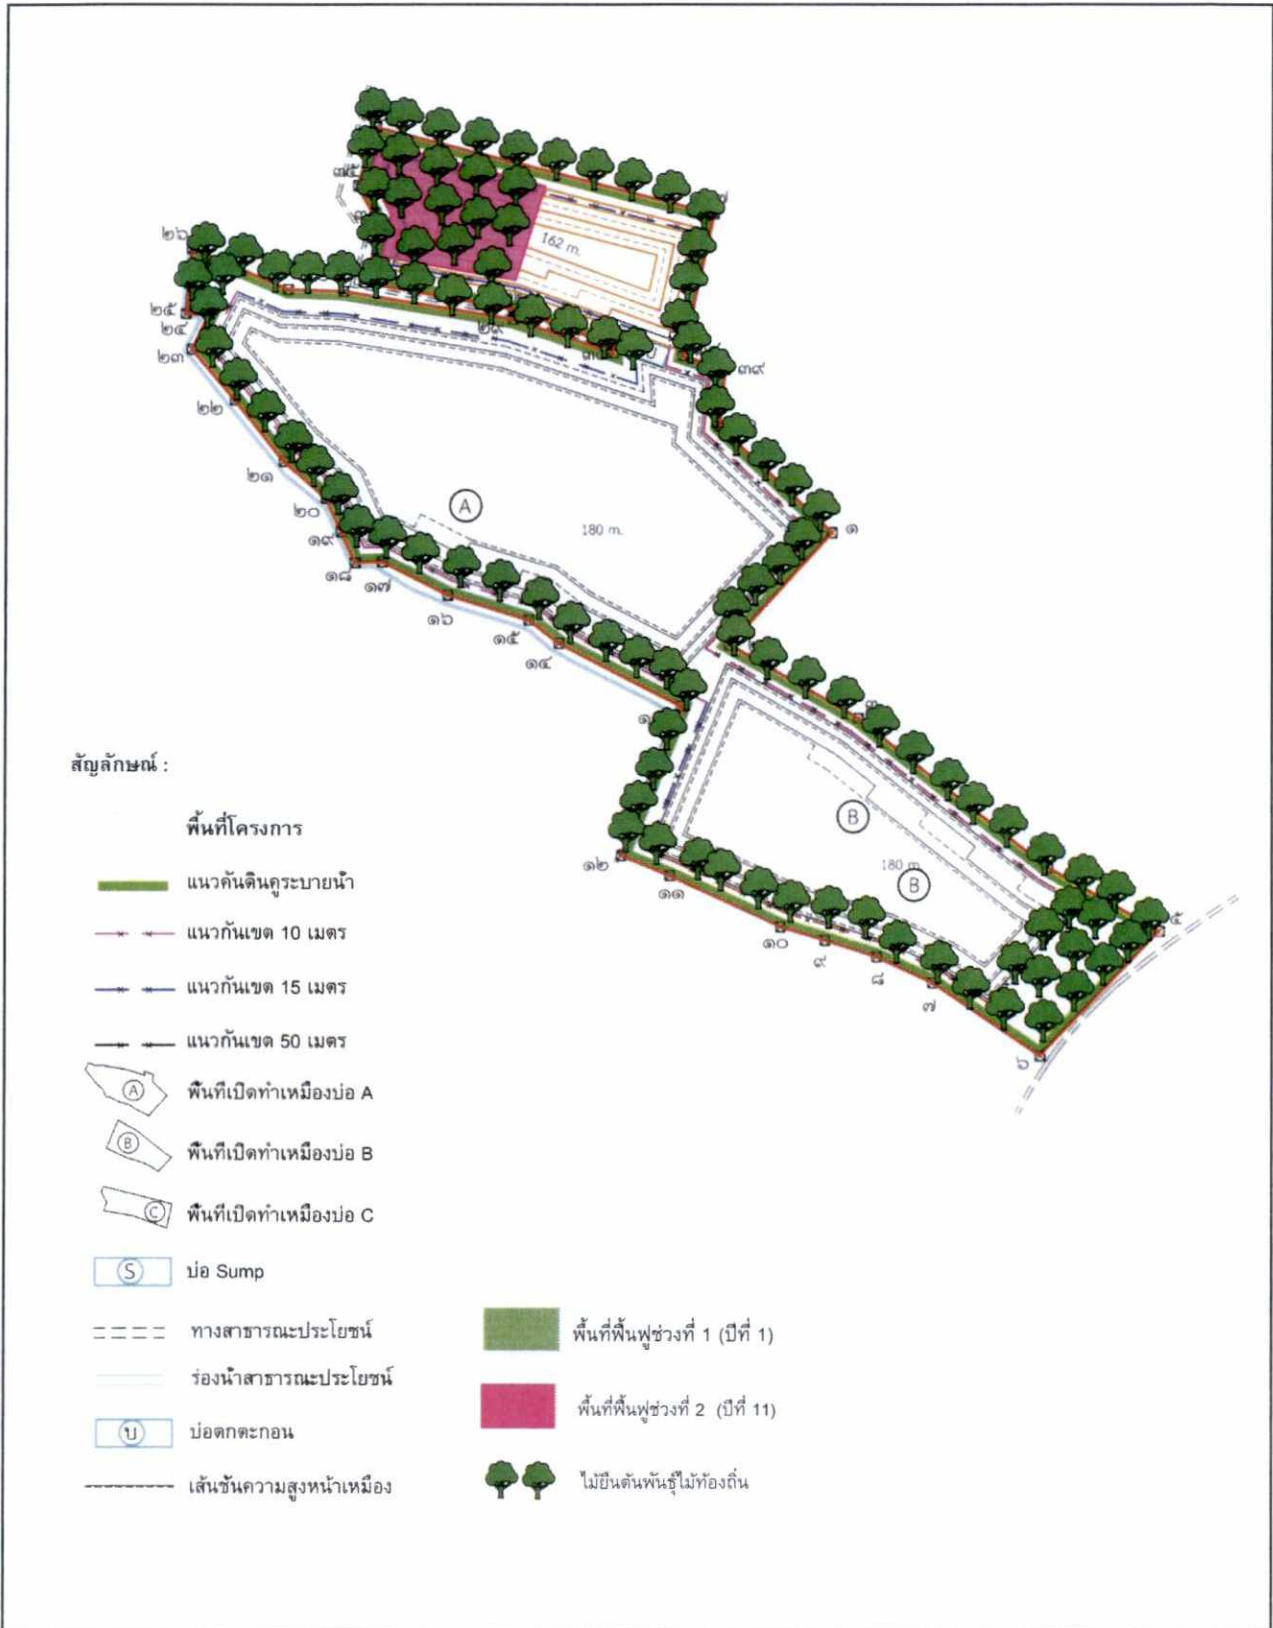 ๓๕
162 m.
๒๖
๒๕
๒๔
๒๓
๒๙
๓๙
๒๒
๒๑
A
180 m.
๑
๒๐
๑๙
๑๘
๑๗
๑๖
๑๕
๑๔
สัญลักษณ์ :
พื้นที่โครงการ
แนวคันดินคูระบายน้ำ
แนวกันเขต 10 เมตร
แนวกันเขต 15 เมตร
แนวกันเขต 50 เมตร
A พื้นที่เปิดทำเหมืองบ่อ A
B พื้นที่เปิดทำเหมืองบ่อ B
C พื้นที่เปิดทำเหมืองบ่อ C
S บ่อ Sump
ทางสาธารณะประโยชน์
ร่องน้ำสาธารณะประโยชน์
บ บ่อตกตะกอน
เส้นชั้นความสูงหน้าเหมือง
B
180 m.
B
๑๒
๑๑
๑๐
๙
๘
๗
๖
๕
พื้นที่ฟื้นฟูช่วงที่ 1 (ปีที่ 1)
พื้นที่ฟื้นฟูช่วงที่ 2 (ปีที่ 11)
ไม้ยืนต้นพันธุ์ไม้ท้องถิ่น